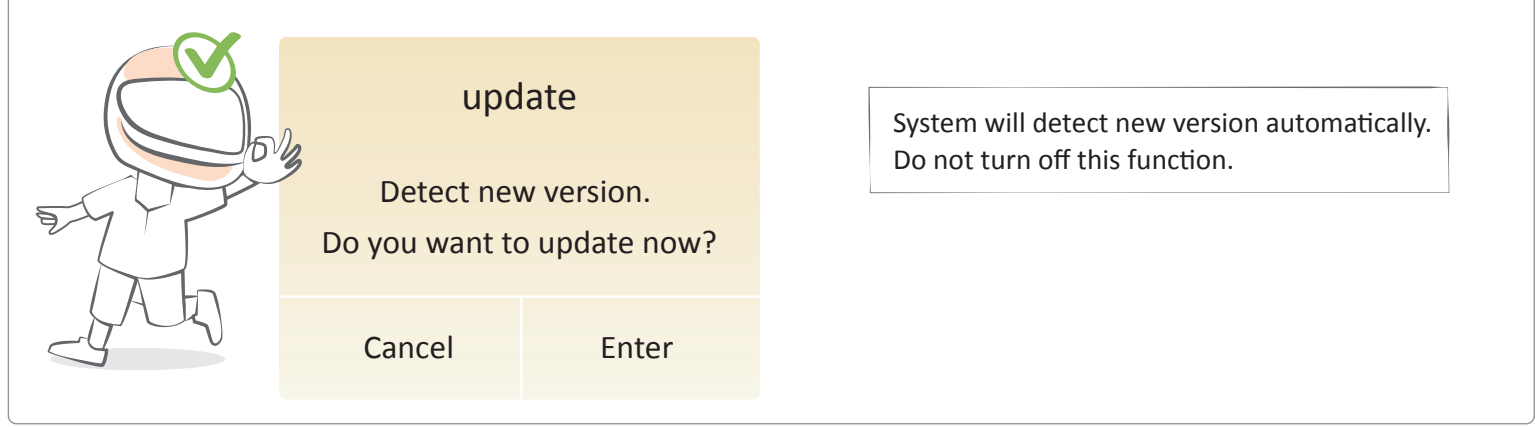 update
Detect new version.
Do you want to update now?
Cancel
Enter
System will detect new version automatically.
Do not turn off this function.